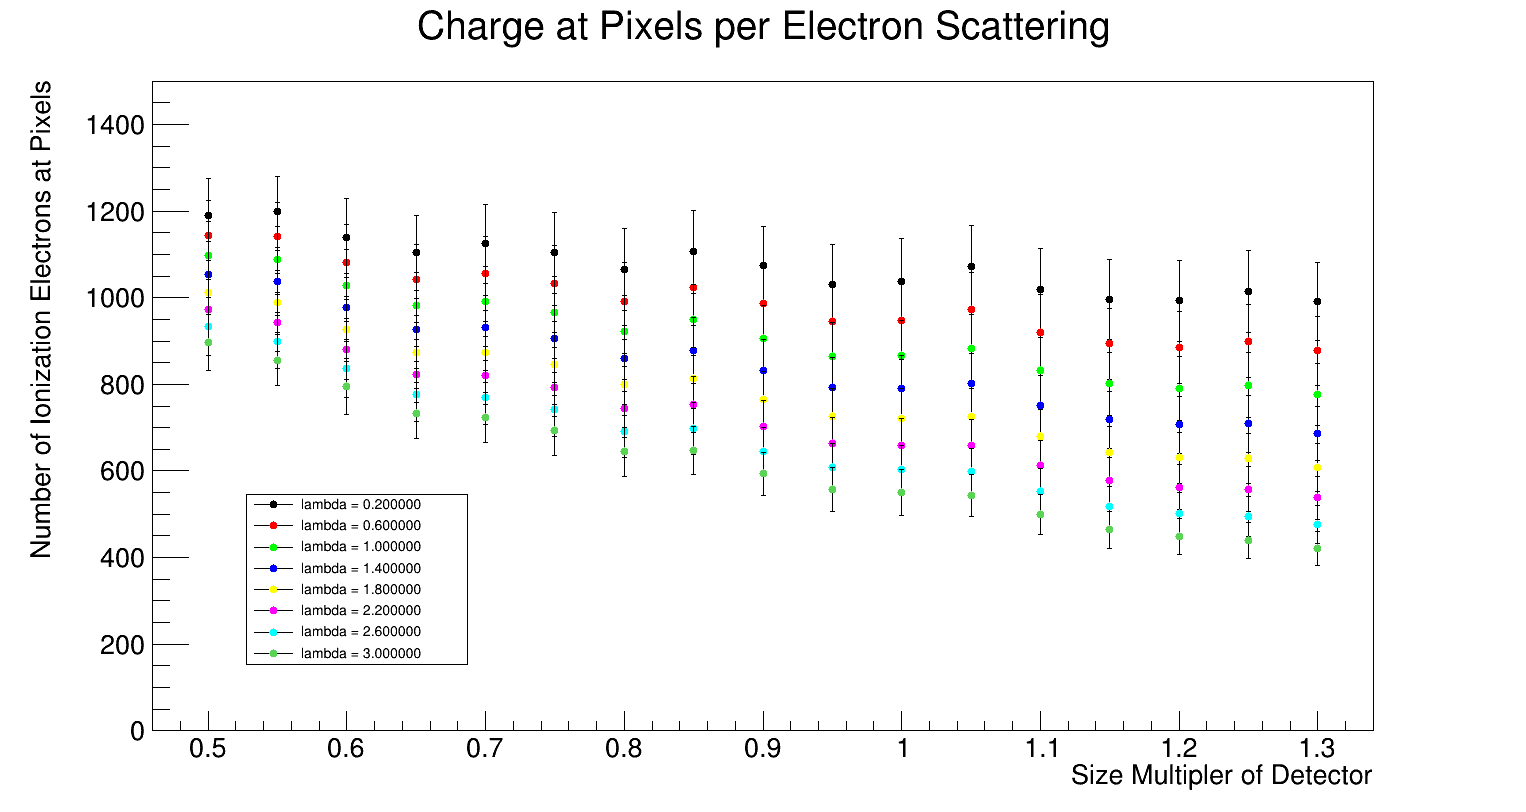 Charge at Pixels per Electron Scattering
Number of Ionization Electrons at Pixels
1400
1200
1000
800
600
400
200
0
lambda = 0.200000
lambda = 0.600000
lambda = 1.000000
lambda = 1.400000
lambda = 1.800000
lambda = 2.200000
lambda = 2.600000
lambda = 3.000000
0.5 0.6 0.7 0.8 0.9 1 1.1 1.2 1.3
Size Multipler of Detector